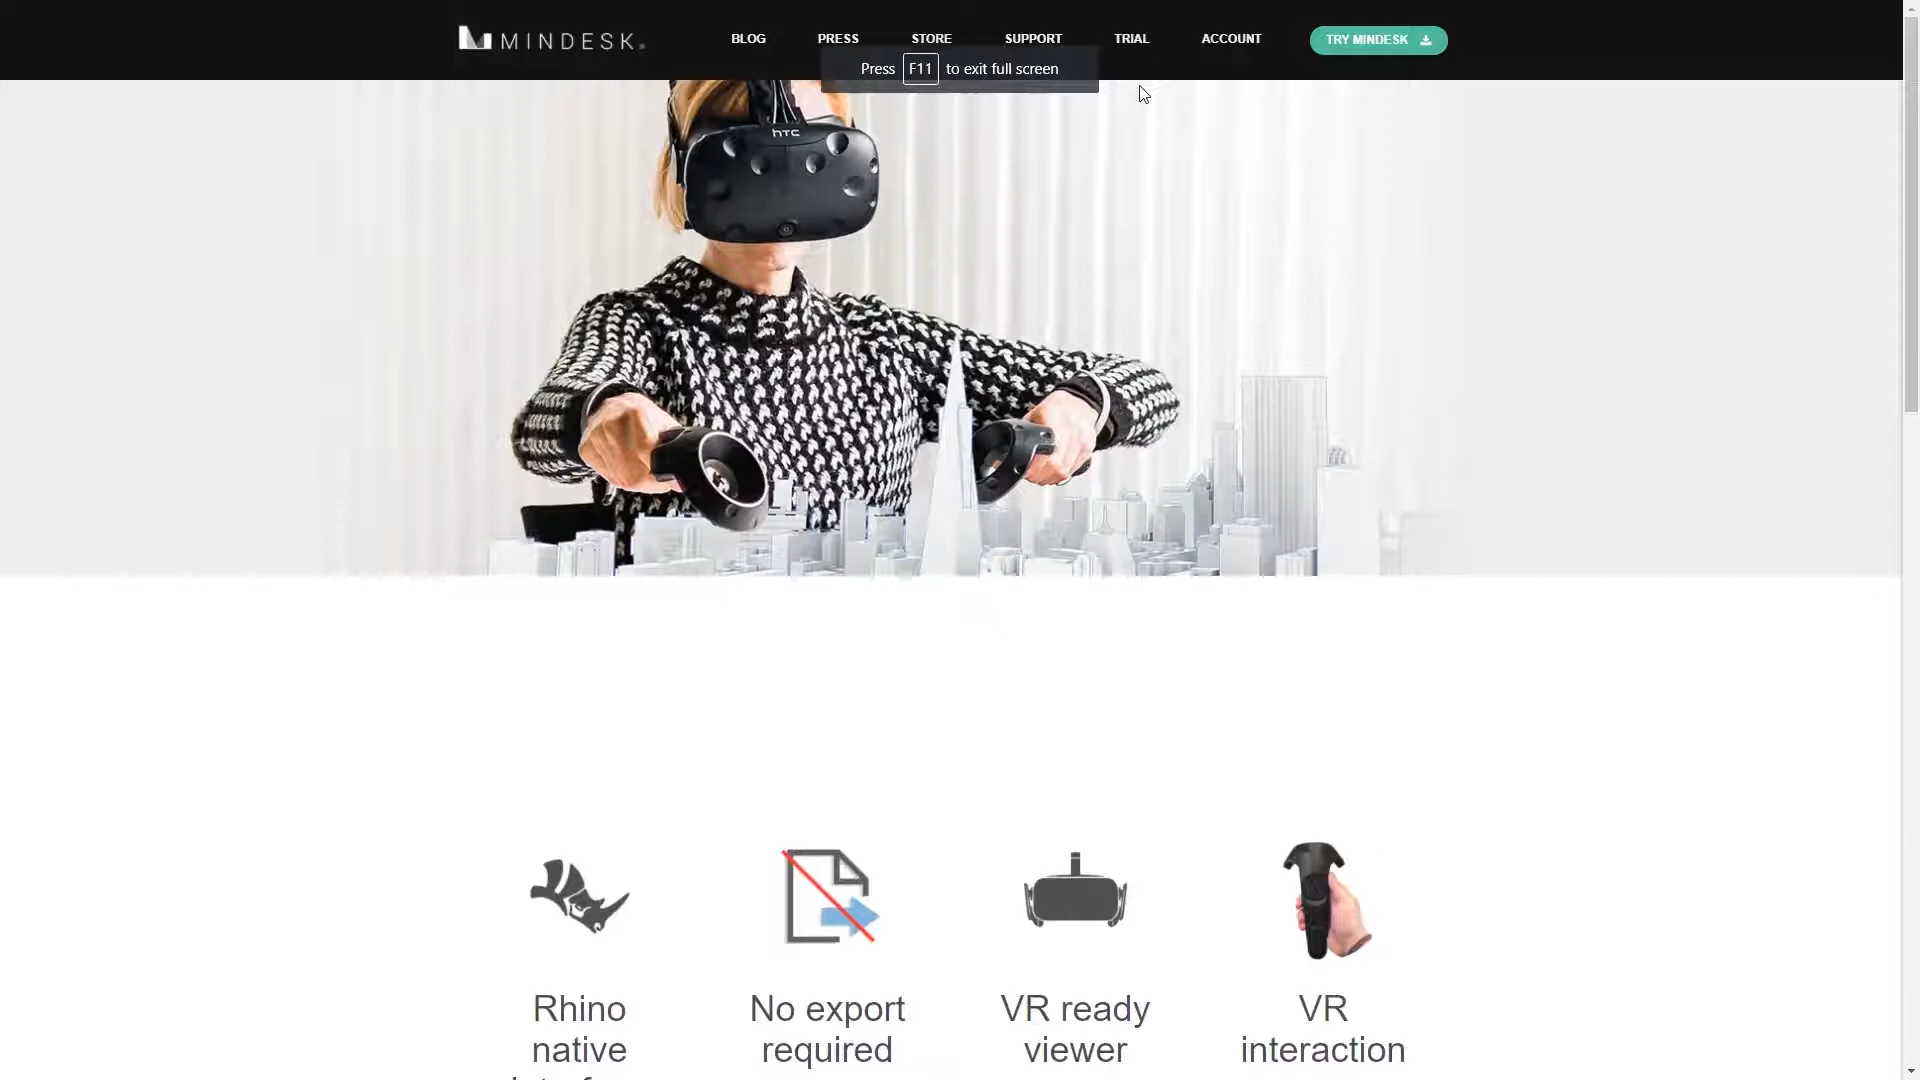 MINDESK.
BLOG PRESS STORE SUPPORT TRIAL ACCOUNT TRY MINDESK
Press F11 to exit full screen
hTC
Rhino
native
No export
required
VR ready
viewer
VR
interaction